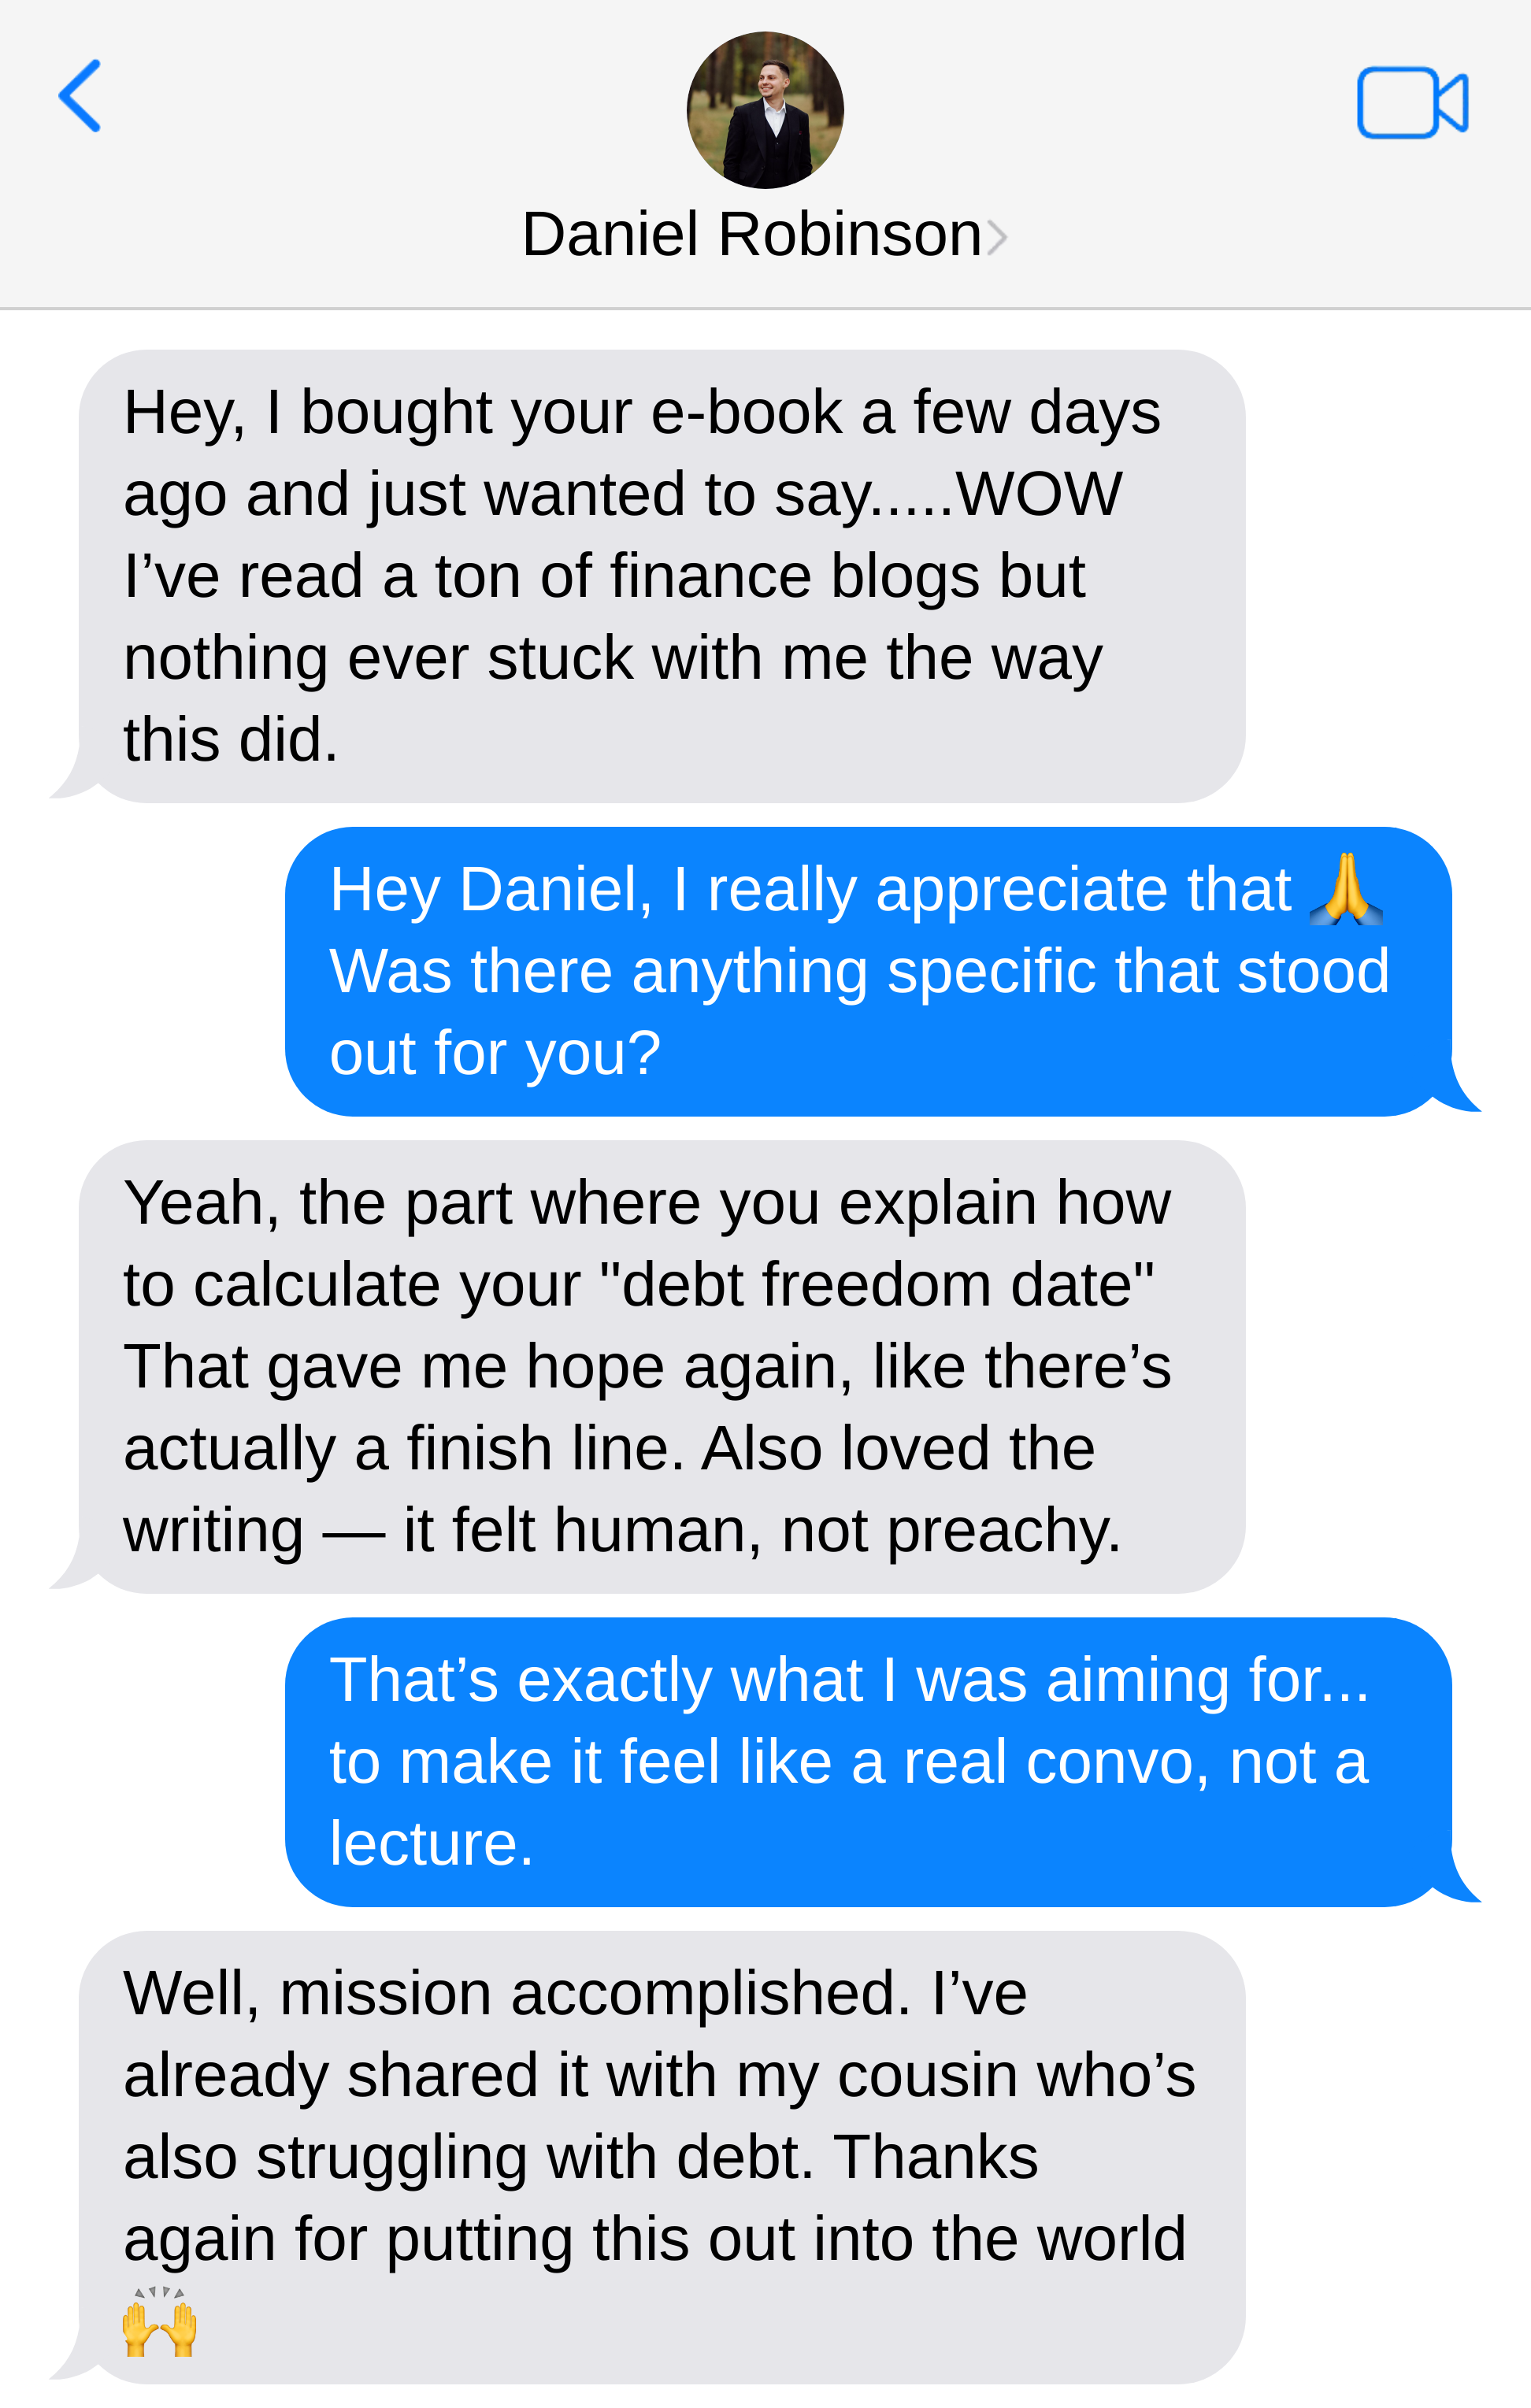 Daniel Robinson
Hey, I bought your e-book a few days
ago and just wanted to say.....WOW
I’ve read a ton of finance blogs but
nothing ever stuck with me the way
this did.
Hey Daniel, I really appreciate that 🙏
Was there anything specific that stood
out for you?
Yeah, the part where you explain how
to calculate your "debt freedom date"
That gave me hope again, like there’s
actually a finish line. Also loved the
writing — it felt human, not preachy.
That’s exactly what I was aiming for...
to make it feel like a real convo, not a
lecture.
Well, mission accomplished. I’ve
already shared it with my cousin who’s
also struggling with debt. Thanks
again for putting this out into the world
🙌